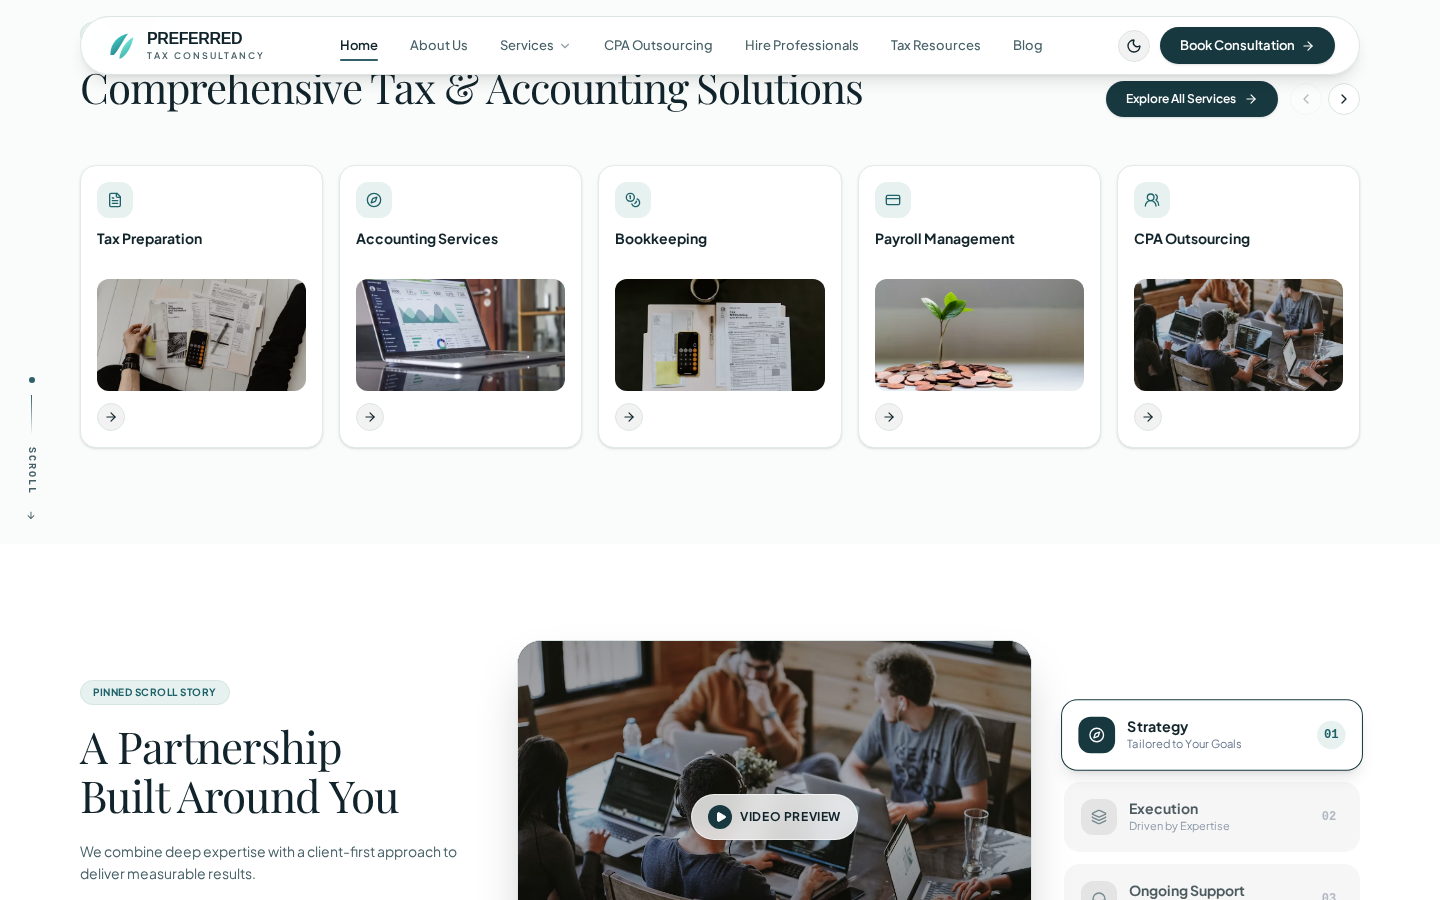 PREFERRED
TAX CONSULTANCY
Home
About Us
Services
CPA Outsourcing
Hire Professionals
Tax Resources
Blog
Book Consultation
Comprehensive Tax & Accounting Solutions
Explore All Services
Tax Preparation
Accounting Services
Bookkeeping
Payroll Management
CPA Outsourcing
SCROLL
PINNED SCROLL STORY
A Partnership
Built Around You
We combine deep expertise with a client-first approach to
deliver measurable results.
VIDEO PREVIEW
Strategy
Tailored to Your Goals
01
Execution
Driven by Expertise
02
Ongoing Support
03